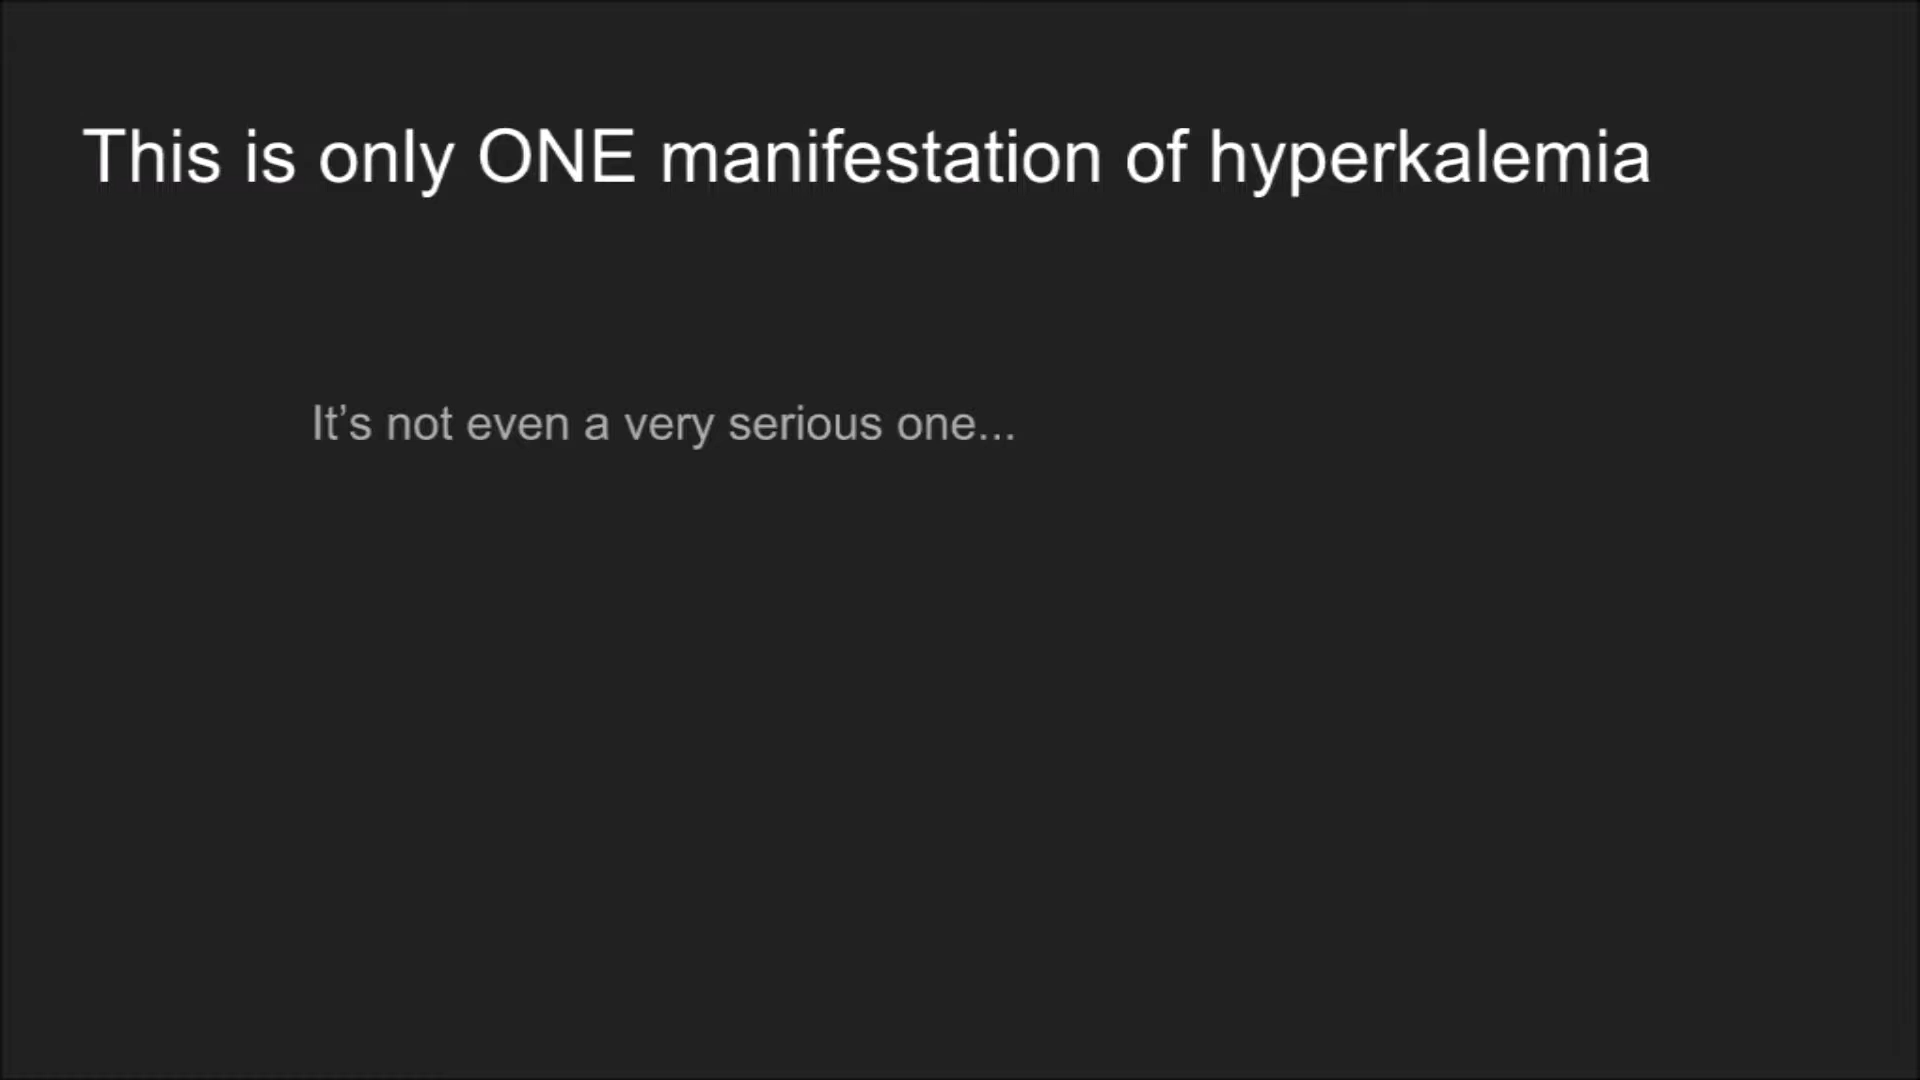 This is only ONE manifestation of hyperkalemia
It’s not even a very serious one...